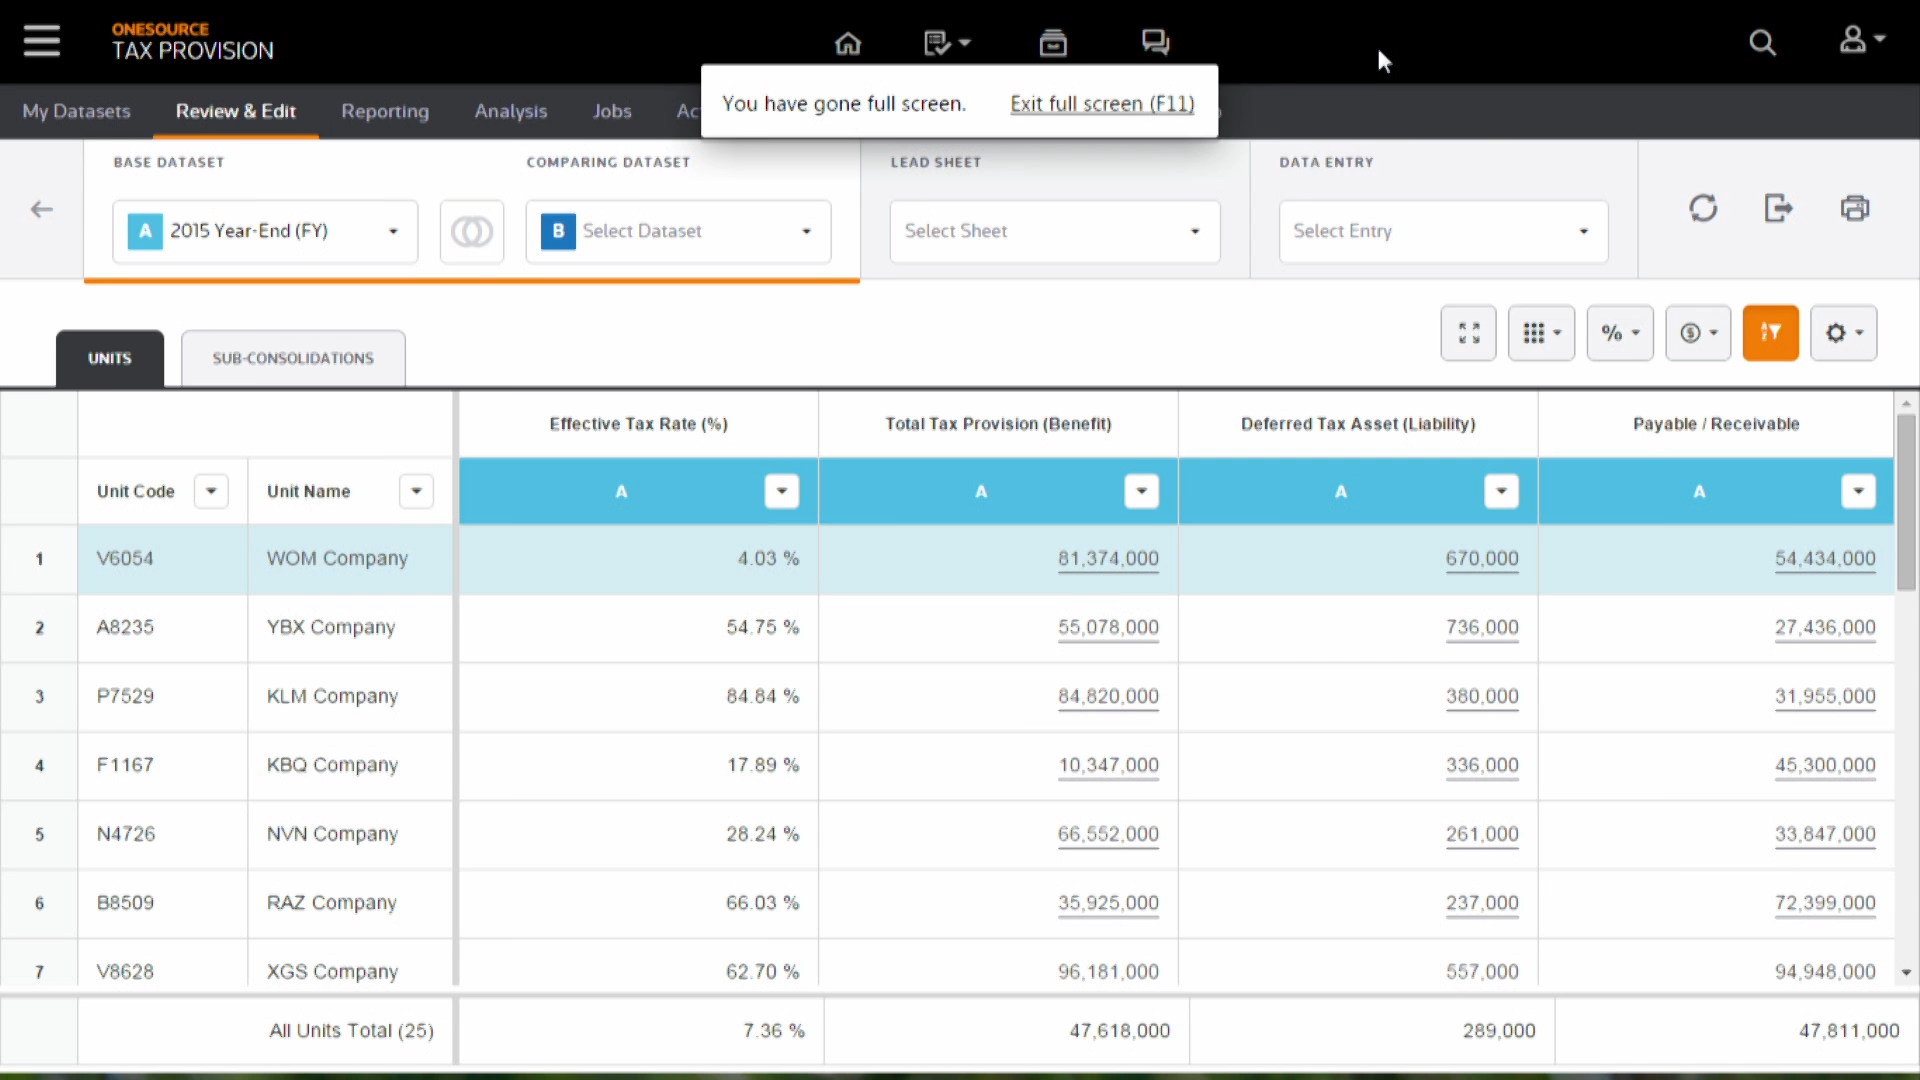 ONESOURCE
TAX PROVISION
You have gone full screen. Exit full screen (F11)
My Datasets Review & Edit Reporting Analysis Jobs
BASE DATASET COMPARING DATASET LEAD SHEET DATA ENTRY
A 2015 Year-End (FY) B Select Dataset Select Sheet Select Entry
% $ A Z
UNITS SUB-CONSOLIDATIONS
Effective Tax Rate (%) Total Tax Provision (Benefit) Deferred Tax Asset (Liability) Payable / Receivable
Unit Code Unit Name A A A A
1 V6054 WOM Company 4.03 % 81,374,000 670,000 54,434,000
2 A8235 YBX Company 54.75 % 55,078,000 736,000 27,436,000
3 P7529 KLM Company 84.84 % 84,820,000 380,000 31,955,000
4 F1167 KBQ Company 17.89 % 10,347,000 336,000 45,300,000
5 N4726 NVN Company 28.24 % 66,552,000 261,000 33,847,000
6 B8509 RAZ Company 66.03 % 35,925,000 237,000 72,399,000
7 V8628 XGS Company 62.70 % 96,181,000 557,000 94,948,000
All Units Total (25) 7.36 % 47,618,000 289,000 47,811,000